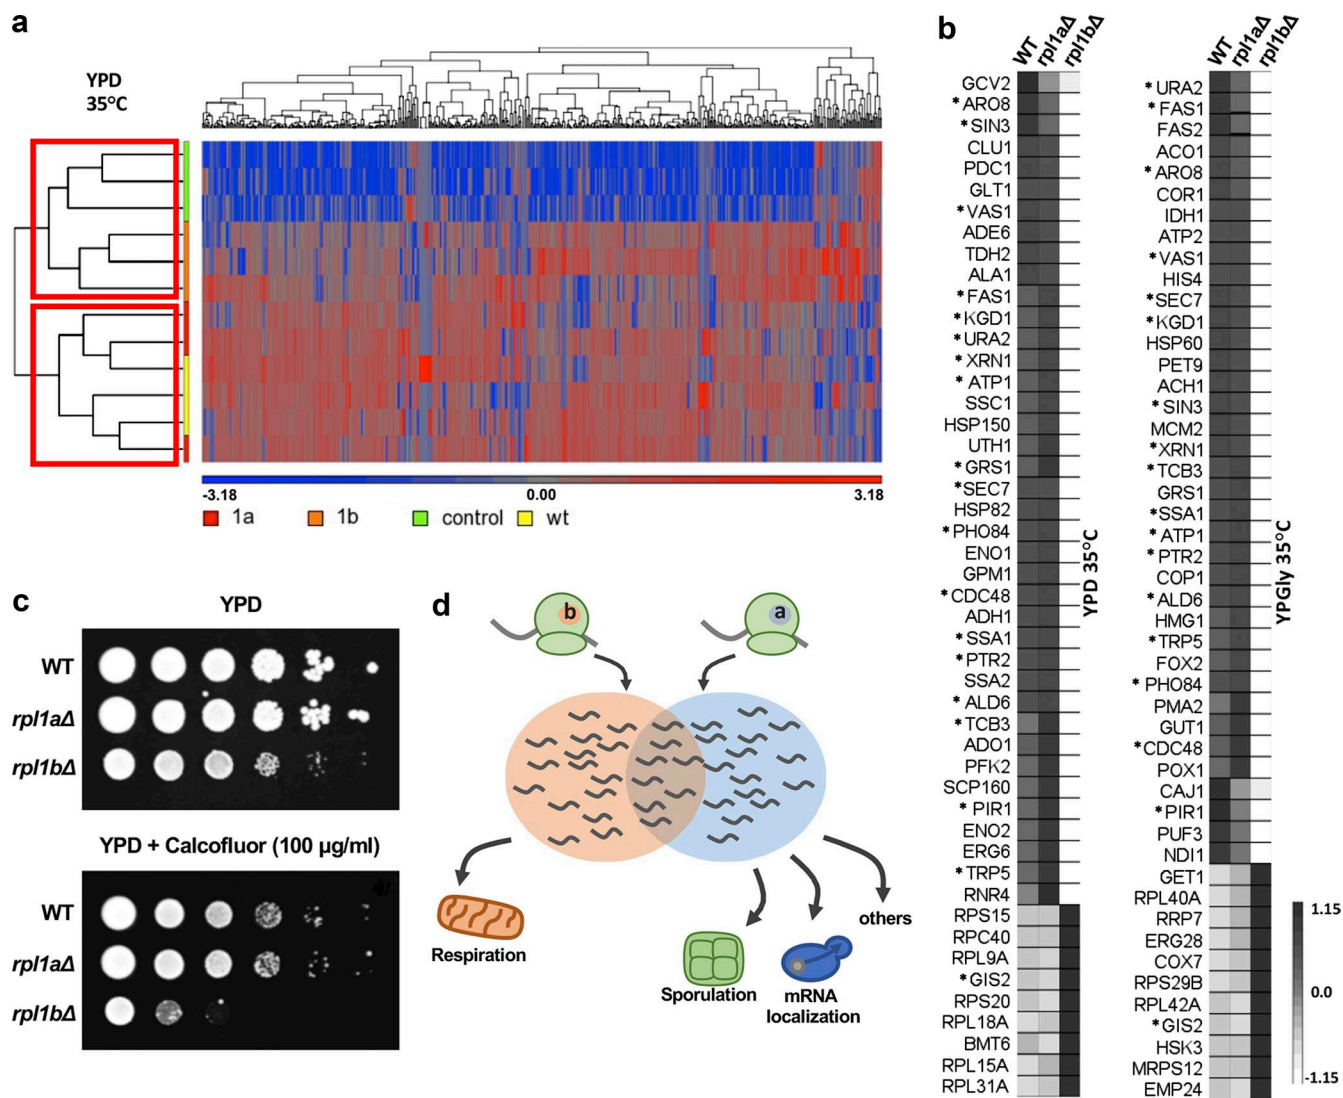 a
YPD
35°C
-3.18
0.00
3.18
1a
1b
control
wt
b
WT
rpl1aΔ
rpl1bΔ
GCV2
*ARO8
*SIN3
CLU1
PDC1
GLT1
*VAS1
ADE6
TDH2
ALA1
*FAS1
*KGD1
*URA2
*XRN1
*ATP1
SSC1
HSP150
UTH1
*GRS1
*SEC7
HSP82
*PHO84
ENO1
GPM1
*CDC48
ADH1
*SSA1
*PTR2
SSA2
*ALD6
*TCB3
ADO1
PFK2
SCP160
*PIR1
ENO2
ERG6
*TRP5
RNR4
RPS15
RPC40
RPL9A
*GIS2
RPS20
RPL18A
BMT6
RPL15A
RPL31A
YPD 35°C
WT
rpl1aΔ
rpl1bΔ
*URA2
*FAS1
FAS2
ACO1
*ARO8
COR1
IDH1
ATP2
*VAS1
HIS4
*SEC7
*KGD1
HSP60
PET9
ACH1
*SIN3
MCM2
*XRN1
*TCB3
GRS1
*SSA1
*ATP1
*PTR2
COP1
*ALD6
HMG1
*TRP5
FOX2
*PHO84
PMA2
GUT1
*CDC48
POX1
CAJ1
*PIR1
PUF3
NDI1
GET1
RPL40A
RRP7
ERG28
COX7
RPS29B
RPL42A
*GIS2
HSK3
MRPS12
EMP24
YPGly 35°C
1.15
0.0
-1.15
c
YPD
WT
rpl1aΔ
rpl1bΔ
YPD + Calcofluor (100 µg/ml)
WT
rpl1aΔ
rpl1bΔ
d
b
a
Respiration
Sporulation
mRNA
localization
others